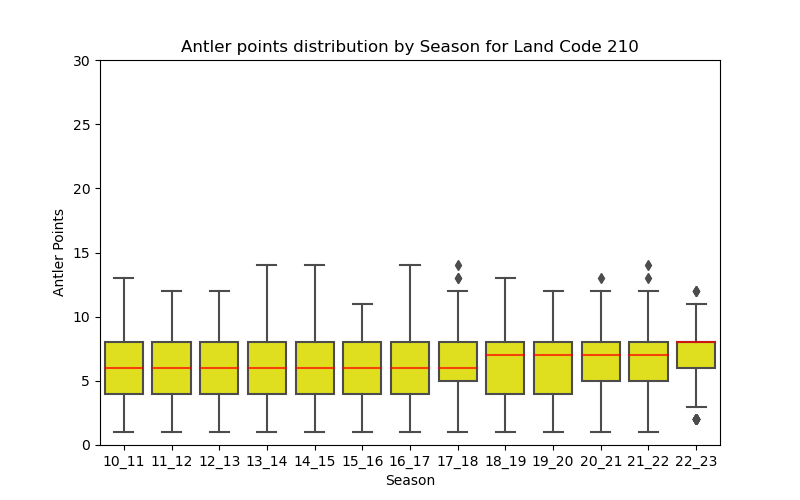 Antler points distribution by Season for Land Code 210
30
25
20
15
10
5
0
Antler Points
10_11 11_12 12_13 13_14 14_15 15_16 16_17 17_18 18_19 19_20 20_21 21_22 22_23
Season